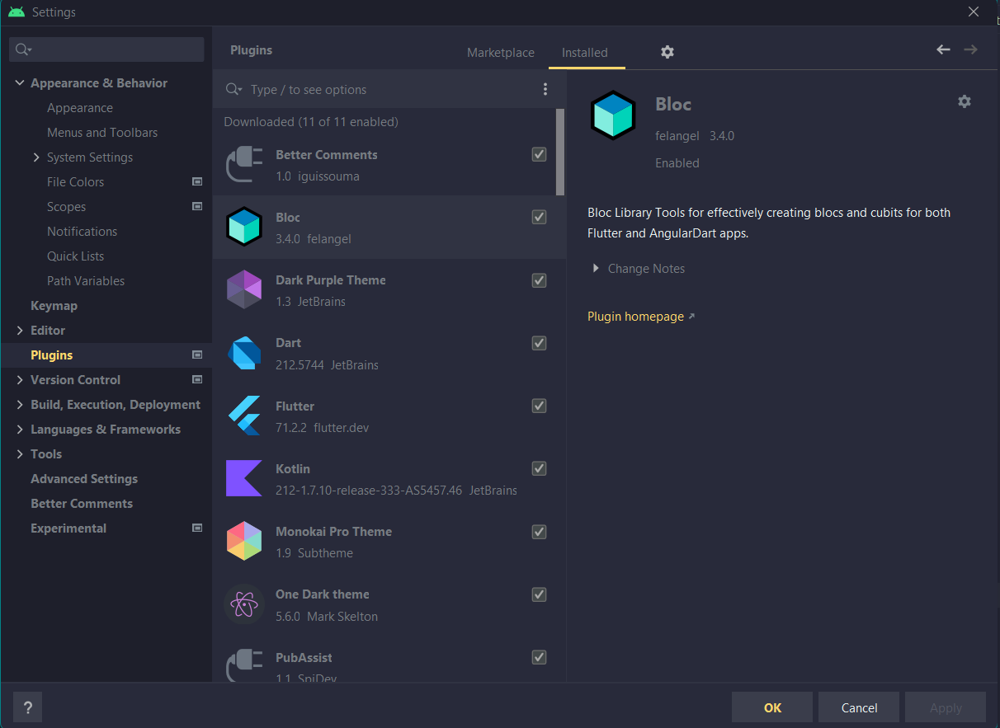 Settings
Appearance & Behavior
Appearance
Menus and Toolbars
System Settings
File Colors
Scopes
Notifications
Quick Lists
Path Variables
Keymap
Editor
Plugins
Version Control
Build, Execution, Deployment
Languages & Frameworks
Tools
Advanced Settings
Better Comments
Experimental
Plugins
Marketplace
Installed
Type / to see options
Downloaded (11 of 11 enabled)
Better Comments
1.0 iguissouma
Bloc
3.4.0 felangel
Dark Purple Theme
1.3 JetBrains
Dart
212.5744 JetBrains
Flutter
71.2.2 flutter.dev
Kotlin
212-1.7.10-release-333-AS5457.46 JetBrains
Monokai Pro Theme
1.9 Subtheme
One Dark theme
5.6.0 Mark Skelton
PubAssist
1.1 SpiDev
Bloc
felangel 3.4.0
Enabled
Bloc Library Tools for effectively creating blocs and cubits for both
Flutter and AngularDart apps.
Change Notes
Plugin homepage ↗
?
OK
Cancel
Apply